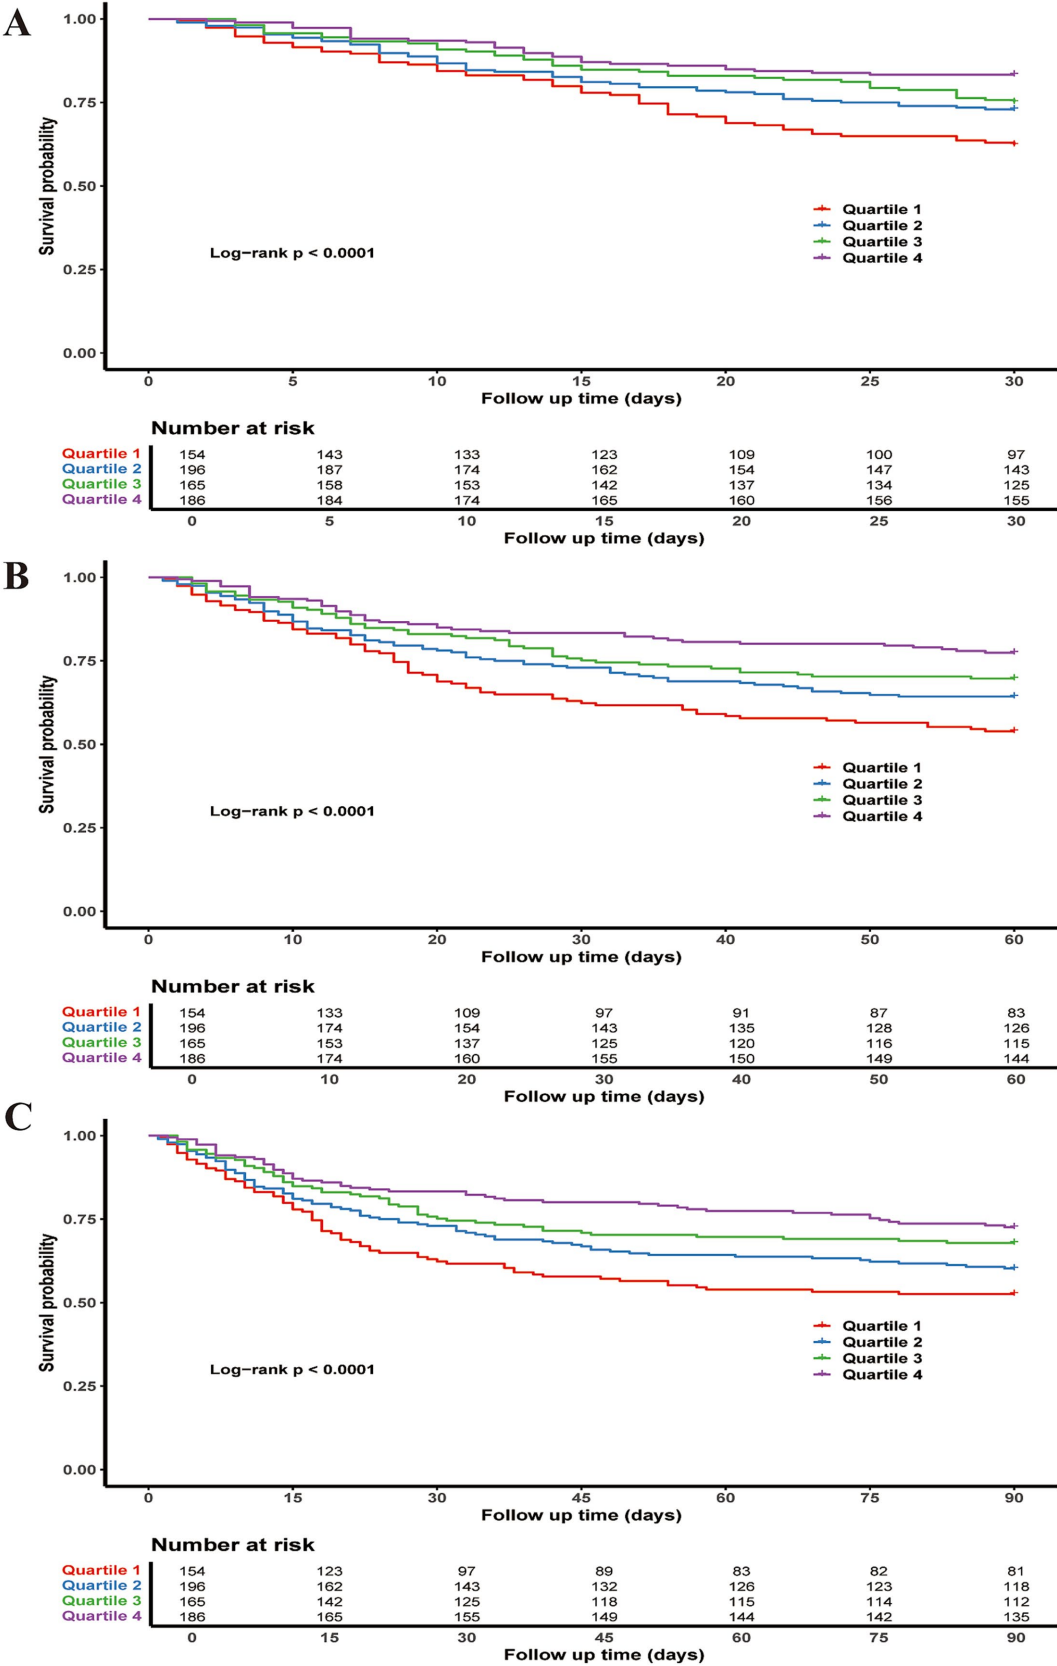 A
1.00
0.75
0.50
0.25
0.00
Survival probability
Log-rank p < 0.0001
Quartile 1
Quartile 2
Quartile 3
Quartile 4
0 5 10 15 20 25 30
Follow up time (days)
Number at risk
Quartile 1 154 143 133 123 109 100 97
Quartile 2 196 187 174 162 154 147 143
Quartile 3 165 158 153 142 137 134 125
Quartile 4 186 184 174 165 160 156 155
0 5 10 15 20 25 30
Follow up time (days)
B
1.00
0.75
0.50
0.25
0.00
Survival probability
Log-rank p < 0.0001
Quartile 1
Quartile 2
Quartile 3
Quartile 4
0 10 20 30 40 50 60
Follow up time (days)
Number at risk
Quartile 1 154 133 109 97 91 87 83
Quartile 2 196 174 154 143 135 128 126
Quartile 3 165 153 137 125 120 116 115
Quartile 4 186 174 160 155 150 149 144
0 10 20 30 40 50 60
Follow up time (days)
C
1.00
0.75
0.50
0.25
0.00
Survival probability
Log-rank p < 0.0001
Quartile 1
Quartile 2
Quartile 3
Quartile 4
0 15 30 45 60 75 90
Follow up time (days)
Number at risk
Quartile 1 154 123 97 89 83 82 81
Quartile 2 196 162 143 132 126 123 118
Quartile 3 165 142 125 118 115 114 112
Quartile 4 186 165 155 149 144 142 135
0 15 30 45 60 75 90
Follow up time (days)